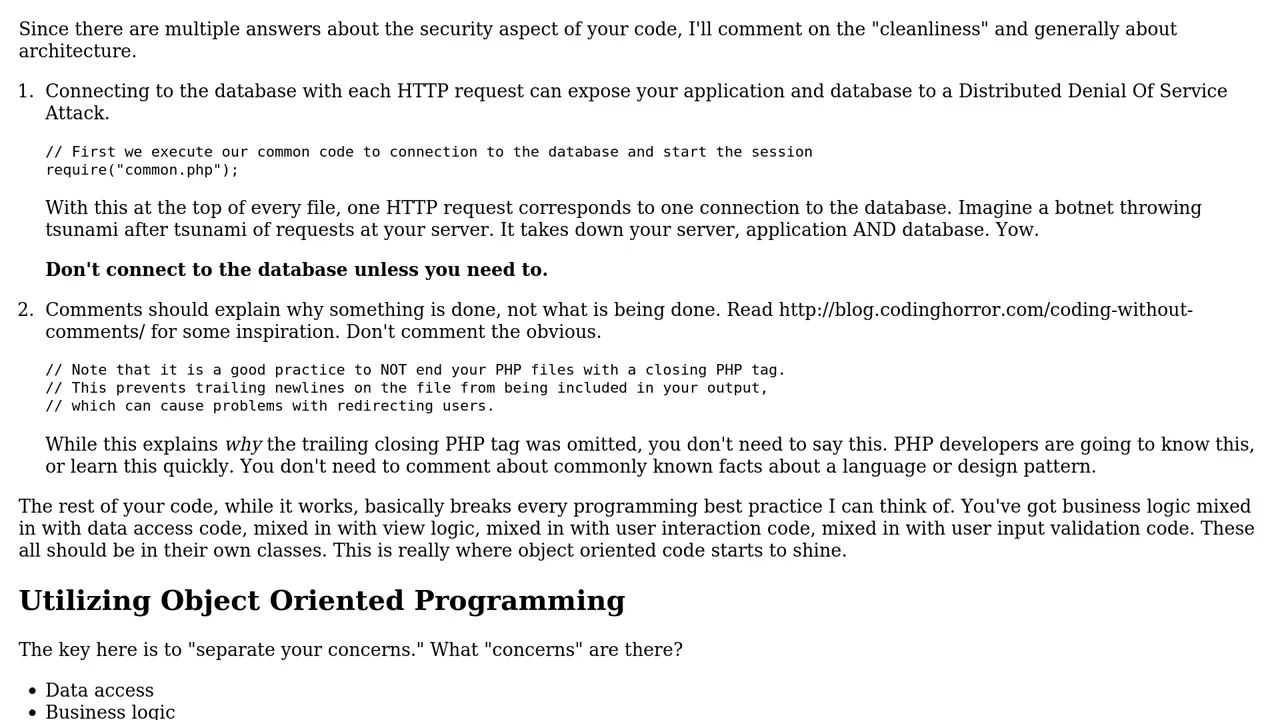 Since there are multiple answers about the security aspect of your code, I'll comment on the "cleanliness" and generally about
architecture.
1. Connecting to the database with each HTTP request can expose your application and database to a Distributed Denial Of Service
Attack.
// First we execute our common code to connection to the database and start the session
require("common.php");
With this at the top of every file, one HTTP request corresponds to one connection to the database. Imagine a botnet throwing
tsunami after tsunami of requests at your server. It takes down your server, application AND database. Yow.
Don't connect to the database unless you need to.
2. Comments should explain why something is done, not what is being done. Read http://blog.codinghorror.com/coding-without-
comments/ for some inspiration. Don't comment the obvious.
// Note that it is a good practice to NOT end your PHP files with a closing PHP tag.
// This prevents trailing newlines on the file from being included in your output,
// which can cause problems with redirecting users.
While this explains why the trailing closing PHP tag was omitted, you don't need to say this. PHP developers are going to know this,
or learn this quickly. You don't need to comment about commonly known facts about a language or design pattern.
The rest of your code, while it works, basically breaks every programming best practice I can think of. You've got business logic mixed
in with data access code, mixed in with view logic, mixed in with user interaction code, mixed in with user input validation code. These
all should be in their own classes. This is really where object oriented code starts to shine.
Utilizing Object Oriented Programming
The key here is to "separate your concerns." What "concerns" are there?
• Data access
• Business logic